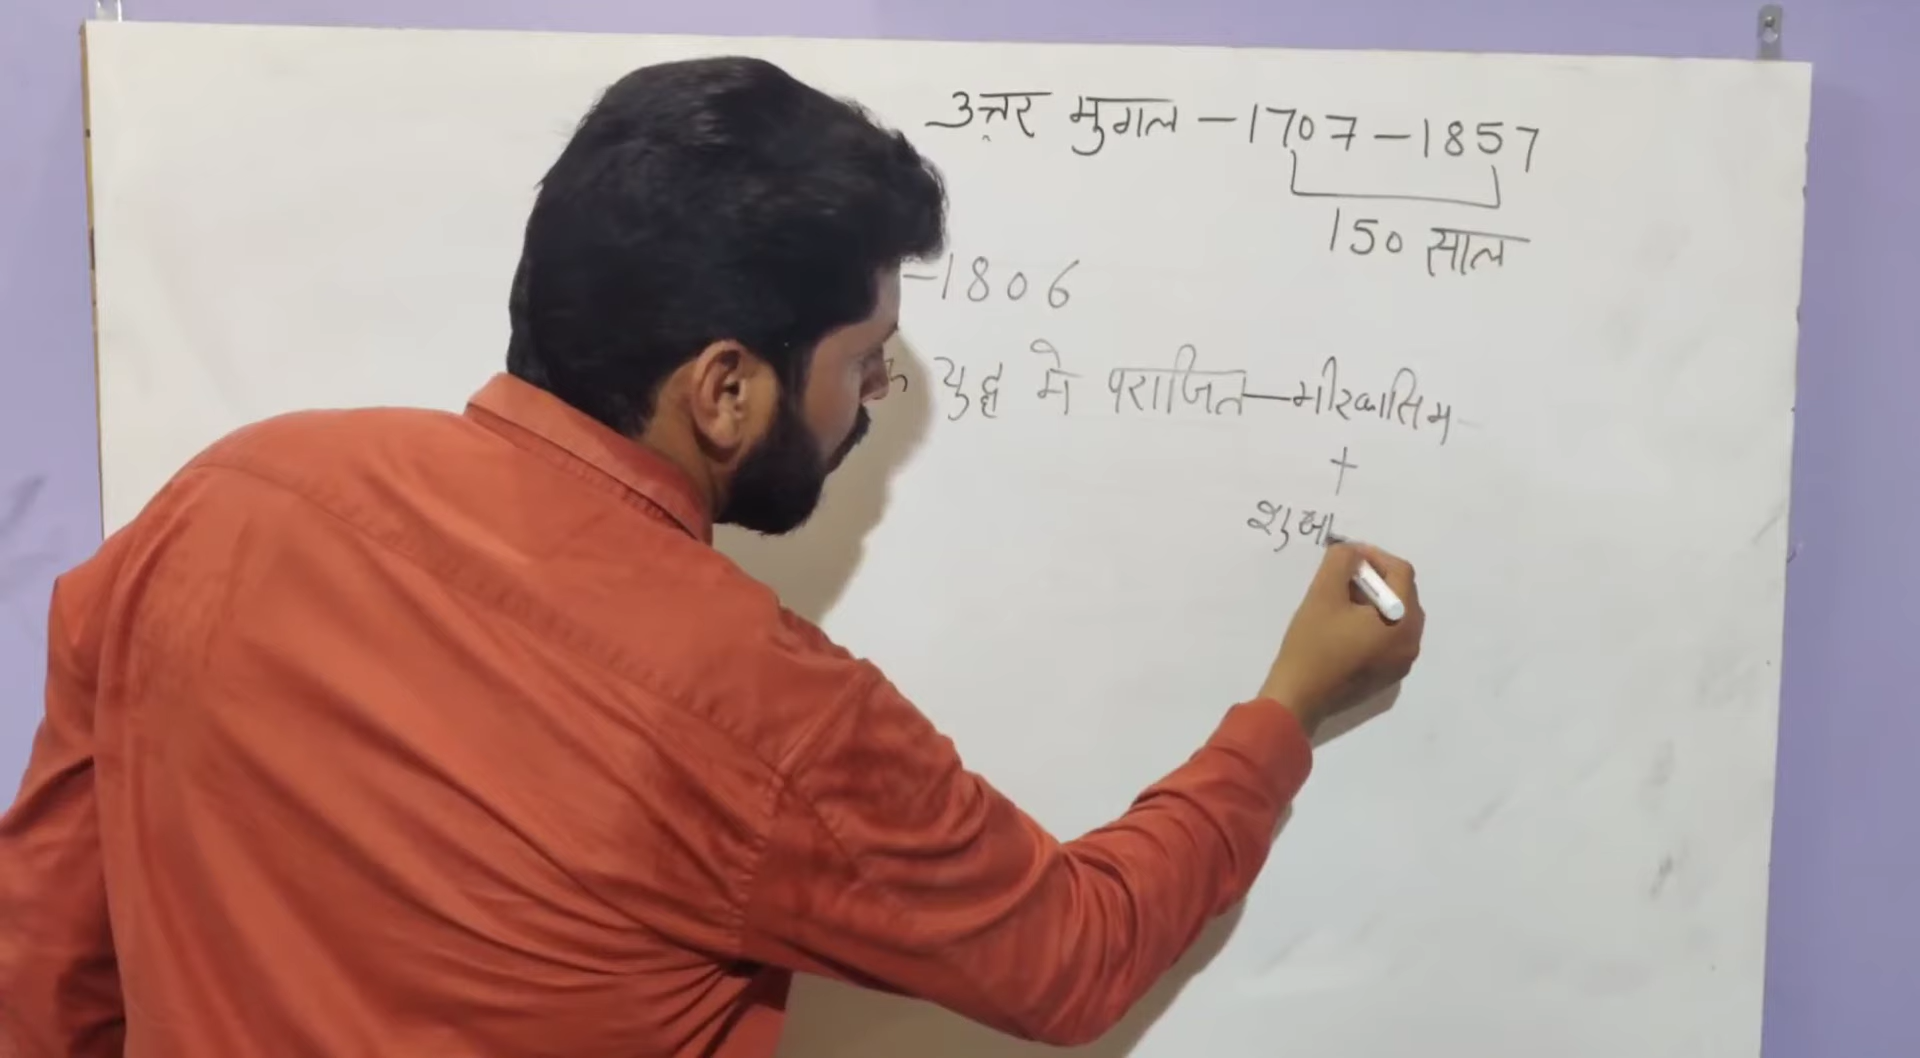 उत्तर मुगल – 1707 – 1857
150 साल
– 1806
युद्ध मे पराजित — मीरकासिम
+
शुजा